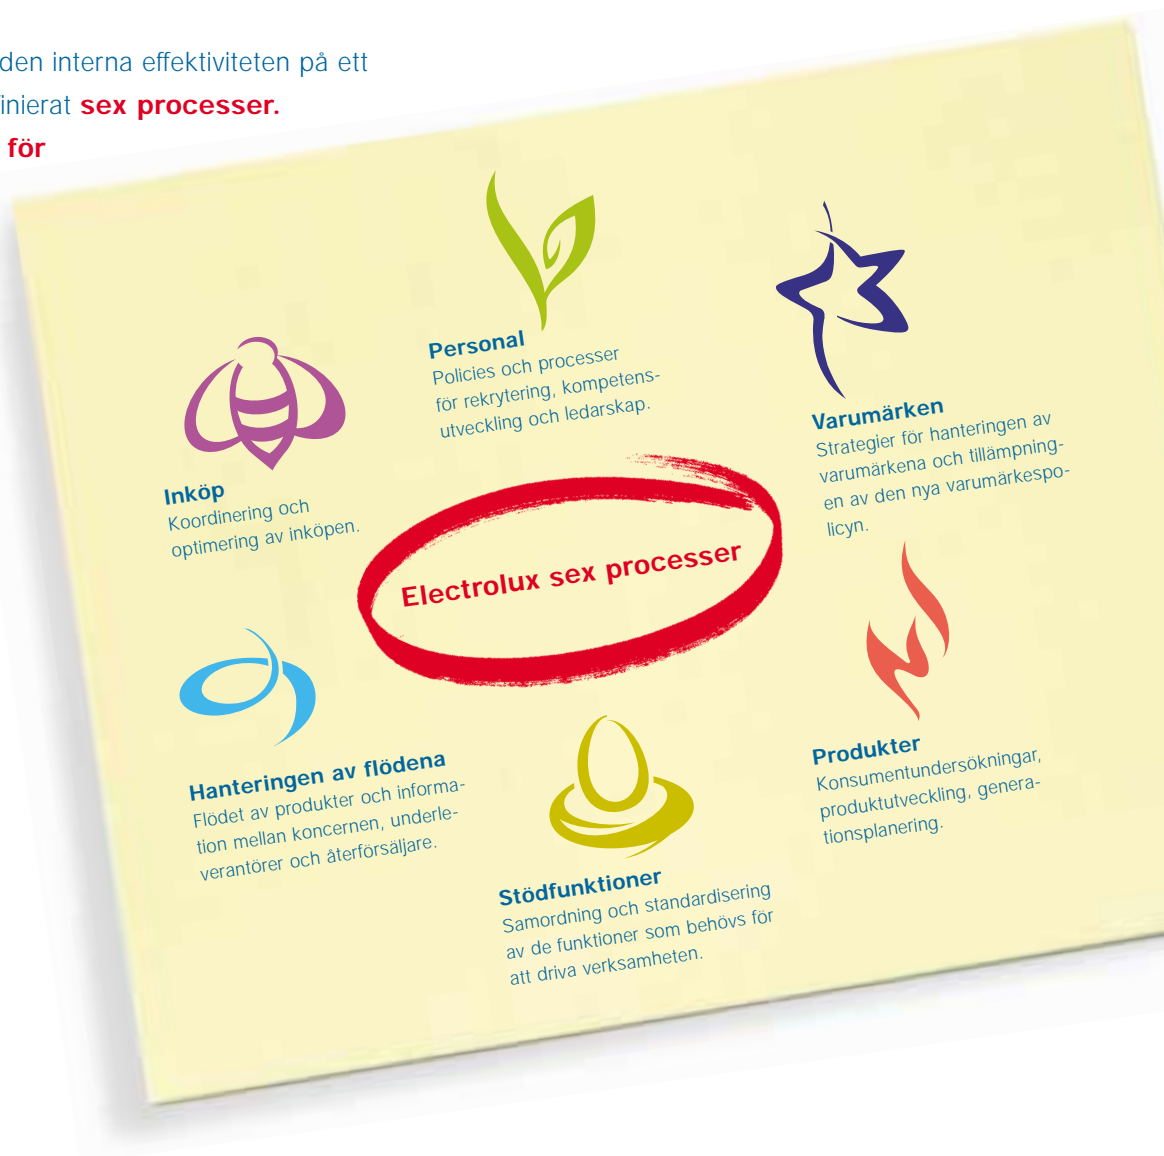 den interna effektiviteten på ett
inierat sex processer.
för
Personal
Policies och processer
för rekrytering, kompetens-
utveckling och ledarskap.
Varumärken
Strategier för hanteringen av
varumärkena och tillämpning-
en av den nya varumärkespo-
licyn.
Inköp
Koordinering och
optimering av inköpen.
Electrolux sex processer
Hanteringen av flödena
Flödet av produkter och informa-
tion mellan koncernen, underle-
verantörer och återförsäljare.
Produkter
Konsumentundersökningar,
produktutveckling, genera-
tionsplanering.
Stödfunktioner
Samordning och standardisering
av de funktioner som behövs för
att driva verksamheten.